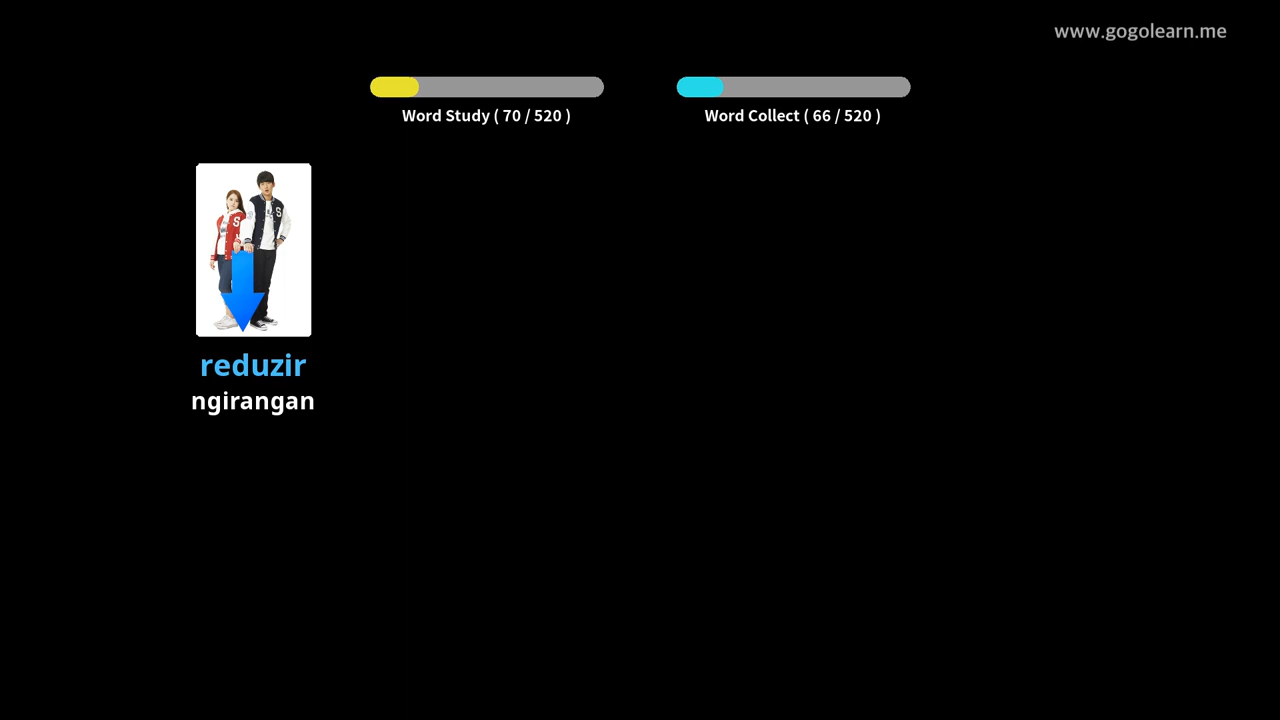 www.gogolearn.me
Word Study ( 70 / 520 )
Word Collect ( 66 / 520 )
S
S
reduzir
ngirangan